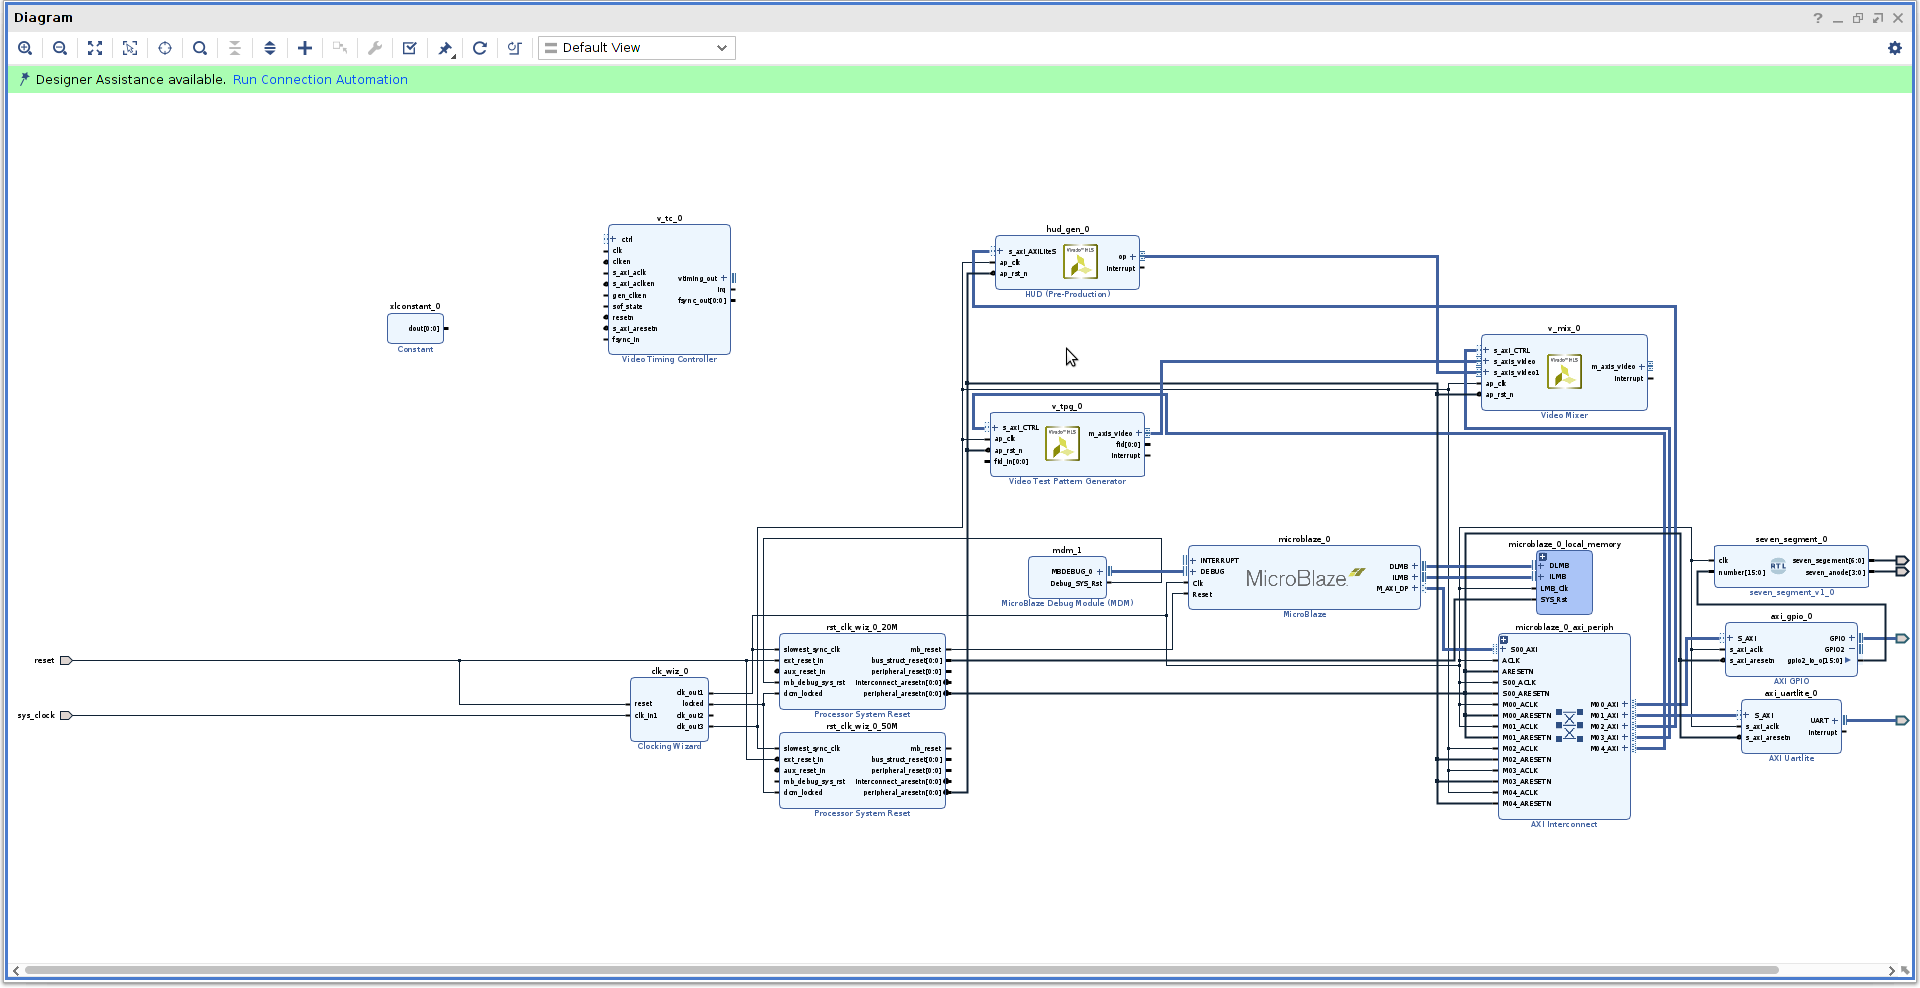 Diagram
?
Default View
Designer Assistance available. Run Connection Automation
v_tc_0
ctrl
clk
clken
s_axi_aclk
s_axi_aclken
gen_clken
sof_state
resetn
s_axi_aresetn
fsync_in
vtiming_out
irq
fsync_out[0:0]
Video Timing Controller
xlconstant_0
dout[0:0]
Constant
hud_gen_0
s_axi_AXILiteS
ap_clk
ap_rst_n
Vivado™ HLS
op
interrupt
HUD (Pre-Production)
v_mix_0
s_axi_CTRL
s_axis_video
s_axis_video1
ap_clk
ap_rst_n
Vivado™ HLS
m_axis_video
interrupt
Video Mixer
v_tpg_0
s_axi_CTRL
ap_clk
ap_rst_n
fid_in[0:0]
Vivado™ HLS
m_axis_video
fid[0:0]
interrupt
Video Test Pattern Generator
mdm_1
MBDEBUG_0
Debug_SYS_Rst
MicroBlaze Debug Module (MDM)
microblaze_0
INTERRUPT
DEBUG
Clk
Reset
MicroBlaze
DLMB
ILMB
M_AXI_DP
MicroBlaze
microblaze_0_local_memory
DLMB
ILMB
LMB_Clk
SYS_Rst
seven_segment_0
clk
number[15:0]
RTL
seven_segement[6:0]
seven_anode[3:0]
seven_segment_v1_0
axi_gpio_0
S_AXI
s_axi_aclk
s_axi_aresetn
GPIO
GPIO2
gpio2_io_o[15:0]
AXI GPIO
axi_uartlite_0
S_AXI
s_axi_aclk
s_axi_aresetn
UART
interrupt
AXI Uartlite
microblaze_0_axi_periph
S00_AXI
ACLK
ARESETN
S00_ACLK
S00_ARESETN
M00_ACLK
M00_ARESETN
M01_ACLK
M01_ARESETN
M02_ACLK
M02_ARESETN
M03_ACLK
M03_ARESETN
M04_ACLK
M04_ARESETN
M00_AXI
M01_AXI
M02_AXI
M03_AXI
M04_AXI
AXI Interconnect
rst_clk_wiz_0_20M
slowest_sync_clk
ext_reset_in
aux_reset_in
mb_debug_sys_rst
dcm_locked
mb_reset
bus_struct_reset[0:0]
peripheral_reset[0:0]
interconnect_aresetn[0:0]
peripheral_aresetn[0:0]
Processor System Reset
rst_clk_wiz_0_50M
slowest_sync_clk
ext_reset_in
aux_reset_in
mb_debug_sys_rst
dcm_locked
mb_reset
bus_struct_reset[0:0]
peripheral_reset[0:0]
interconnect_aresetn[0:0]
peripheral_aresetn[0:0]
Processor System Reset
reset
sys_clock
clk_wiz_0
reset
clk_in1
clk_out1
locked
clk_out2
clk_out3
Clocking Wizard